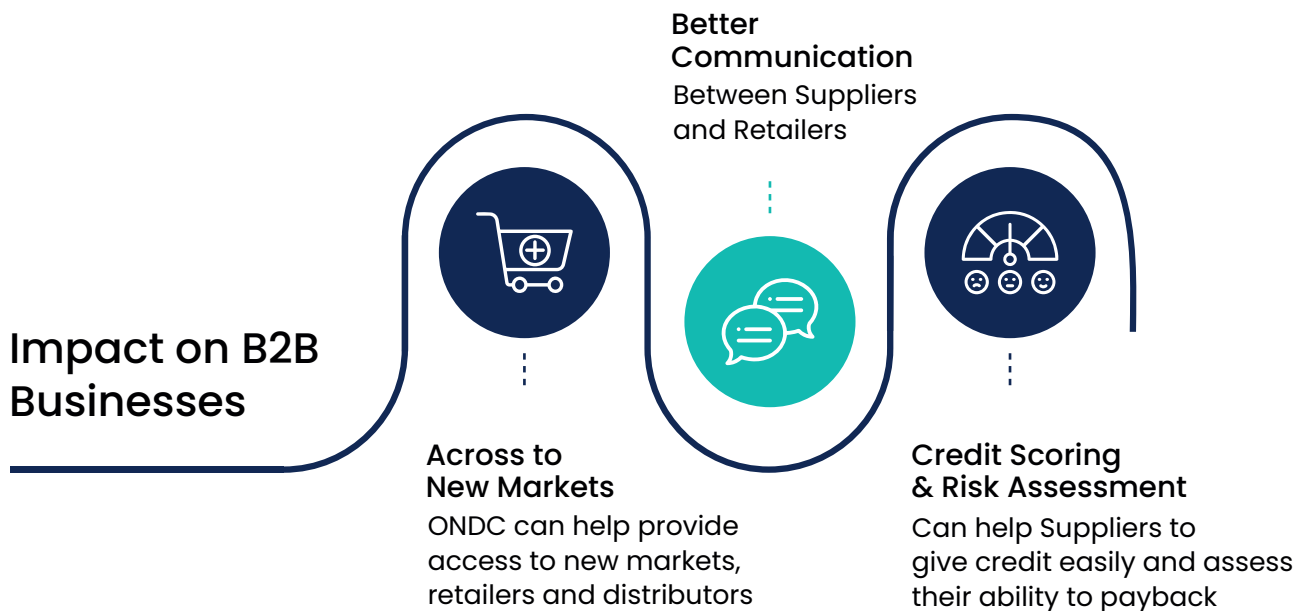 Impact on B2B
Businesses
Across to
New Markets
ONDC can help provide
access to new markets,
retailers and distributors
Better
Communication
Between Suppliers
and Retailers
Credit Scoring
& Risk Assessment
Can help Suppliers to
give credit easily and assess
their ability to payback